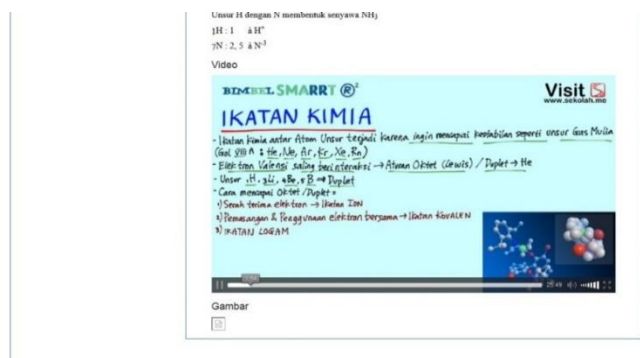 Unsur H dengan N membentuk senyawa NH3
1H : 1 à H+
7N : 2, 5 à N-3
Video
BIMBEL SMARRT ®²
Visit S
www.sekolah.me
IKATAN KIMIA
- Ikatan Kimia antar Atom Unsur terjadi karena ingin mencapai kestabilan seperti unsur Gas Mulia
(Gol VIII A : He, Ne, Ar, Kr, Xe, Rn)
- Elektron Valensi saling berinteraksi → Aturan Oktet (Lewis) / Duplet → He
- Unsur 1H, 3Li, 4Be, 5B → Duplet
- Cara mencapai Oktet / Duplet =
1) Serah terima elektron → Ikatan ION
2) Pemasangan & Penggunaan elektron bersama → Ikatan KOVALEN
3) IKATAN LOGAM
Gambar